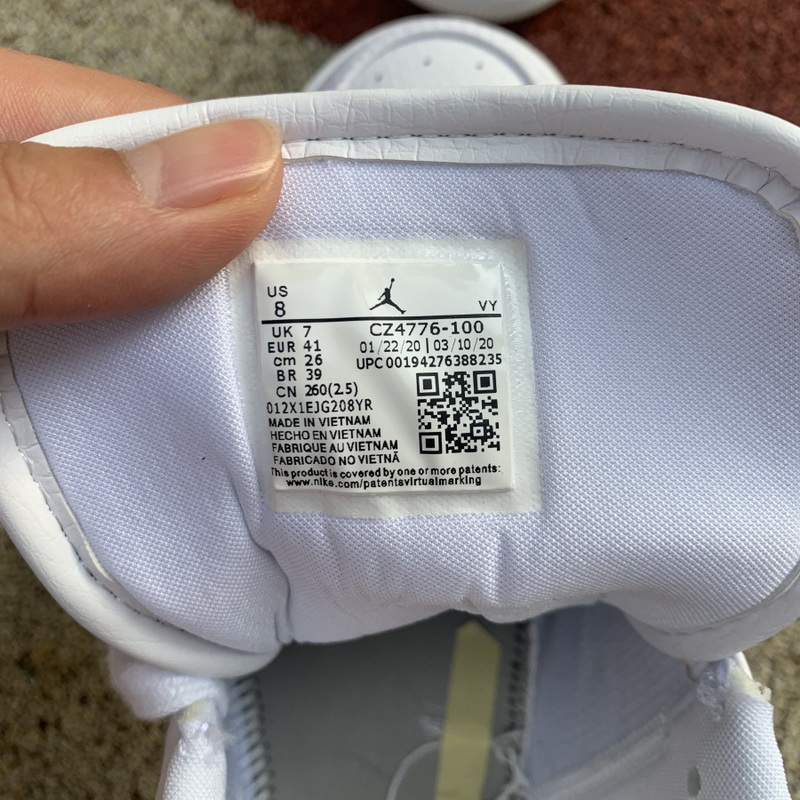 US
8
VY
UK 7
EUR 41
cm 26
BR 39
CN 260(2.5)
CZ4776-100
01/22/20 | 03/10/20
UPC 00194276388235
012X1EJG208YR
MADE IN VIETNAM
HECHO EN VIETNAM
FABRIQUE AU VIETNAM
FABRICADO NO VIETNÃ
This product is covered by one or more patents:
www.nike.com/patentsvirtualmarking